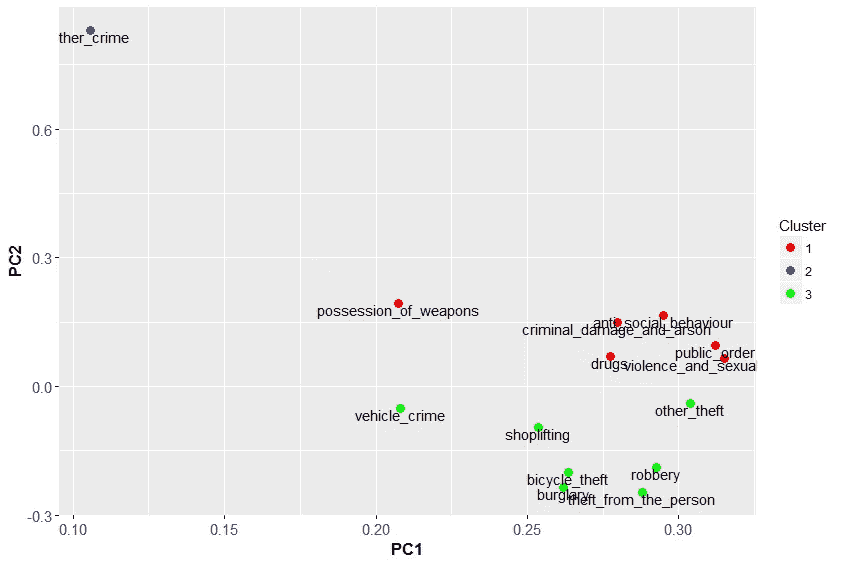 ther_crime
0.6
PC2
0.3
possession_of_weapons
anti_social_behaviour
criminal_damage_and_arson
public_order
drugs
violence_and_sexual
0.0
other_theft
vehicle_crime
shoplifting
robbery
bicycle_theft
burglary
theft_from_the_person
-0.3
0.10 0.15 0.20 0.25 0.30
PC1
Cluster
1
2
3